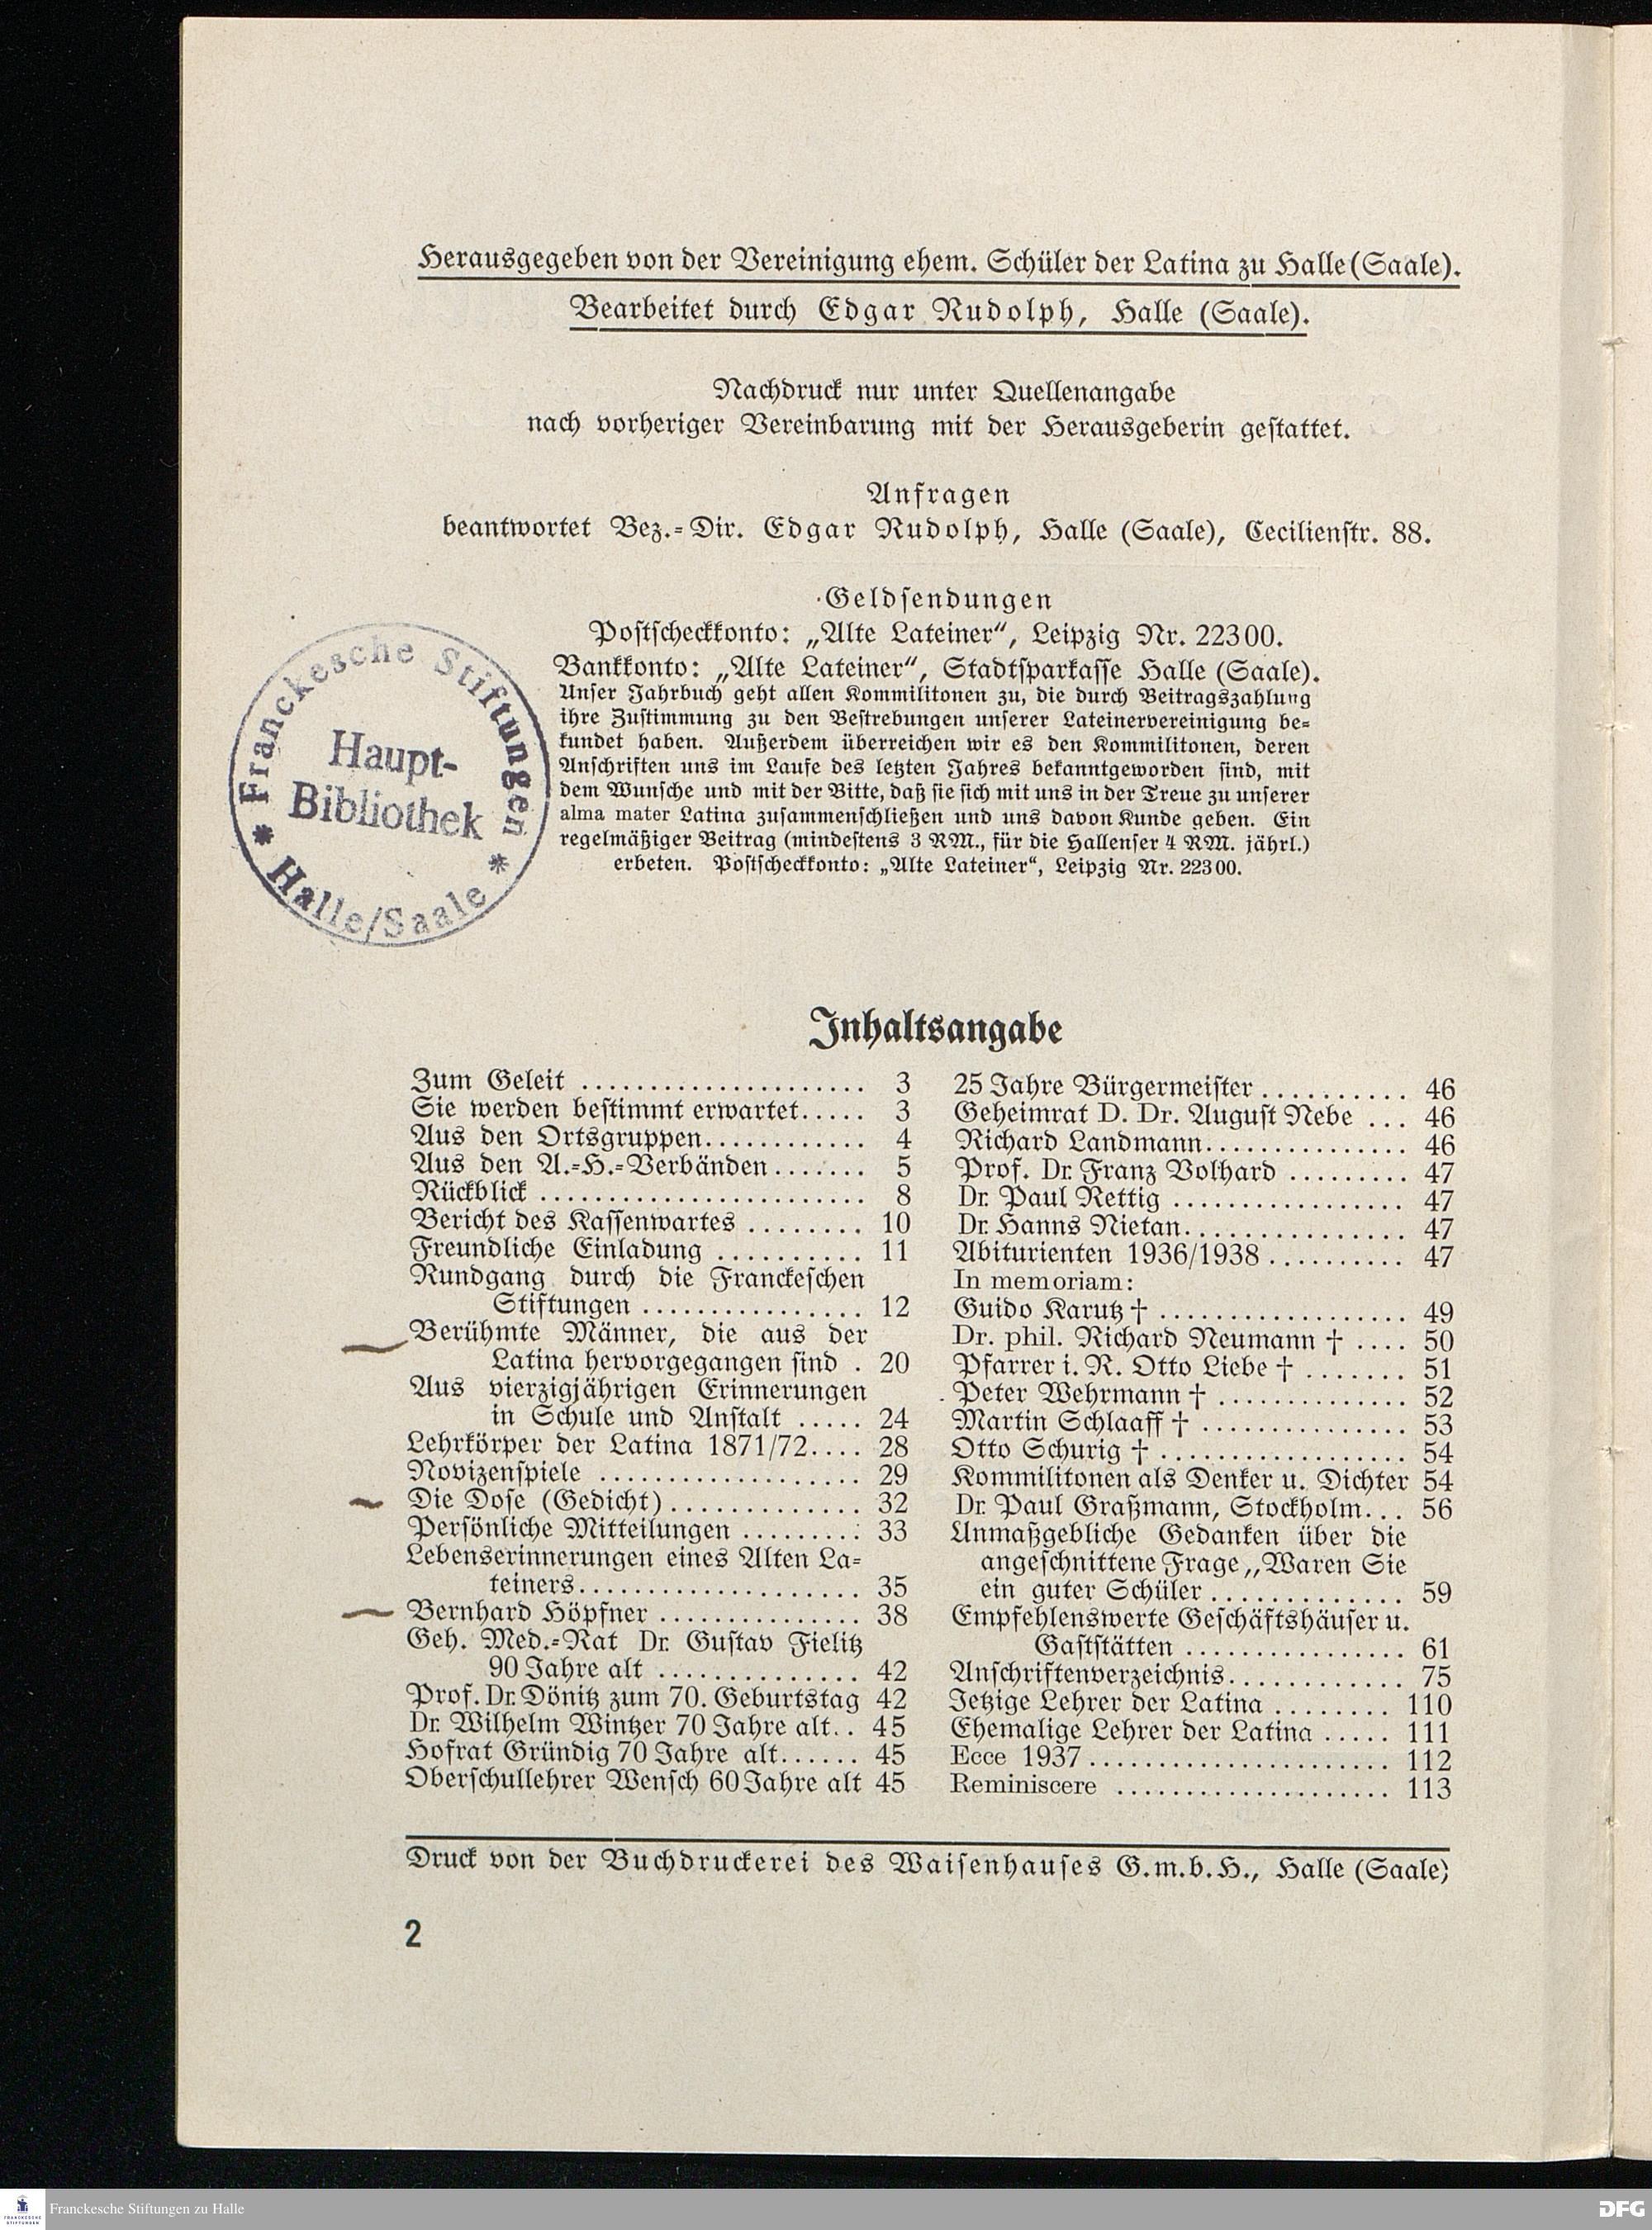 Herausgegeben von der Vereinigung ehem. Schüler der Latina zu Halle (Saale).
Bearbeitet durch Edgar Rudolph, Halle (Saale).
Nachdruck nur unter Quellenangabe
nach vorheriger Vereinbarung mit der Herausgeberin gestattet.
Anfragen
beantwortet Bez.-Dir. Edgar Rudolph, Halle (Saale), Cecilienstr. 88.
Geldsendungen
Postscheckkonto: „Alte Lateiner“, Leipzig Nr. 22300.
Bankkonto: „Alte Lateiner“, Stadtsparkasse Halle (Saale).
Unser Jahrbuch geht allen Kommilitonen zu, die durch Beitragszahlung
ihre Zustimmung zu den Bestrebungen unserer Lateinervereinigung be-
kundet haben. Außerdem überreichen wir es den Kommilitonen, deren
Anschriften uns im Laufe des letzten Jahres bekanntgeworden sind, mit
dem Wunsche und mit der Bitte, daß sie sich mit uns in der Treue zu unserer
alma mater Latina zusammenschließen und uns davon Kunde geben. Ein
regelmäßiger Beitrag (mindestens 3 RM., für die Hallenser 4 RM. jährl.)
erbeten. Postscheckkonto: „Alte Lateiner“, Leipzig Nr. 22300.
Franckesche Stiftungen
Haupt-
Bibliothek
* Halle/Saale *
Inhaltsangabe
Zum Geleit ..................... 3
Sie werden bestimmt erwartet..... 3
Aus den Ortsgruppen............ 4
Aus den A.-H.-Verbänden....... 5
Rückblick ........................ 8
Bericht des Kassenwartes ........ 10
Freundliche Einladung ........... 11
Rundgang durch die Franckeschen
Stiftungen ................ 12
Berühmte Männer, die aus der
Latina hervorgegangen sind . 20
Aus vierzigjährigen Erinnerungen
in Schule und Anstalt ..... 24
Lehrkörper der Latina 1871/72.... 28
Novizenspiele ................... 29
Die Dose (Gedicht).............. 32
Persönliche Mitteilungen ......... 33
Lebenserinnerungen eines Alten La-
teiners..................... 35
Bernhard Höpfner ............... 38
Geh. Med.-Rat Dr. Gustav Fielitz
90 Jahre alt ............... 42
Prof. Dr. Dönitz zum 70. Geburtstag 42
Dr. Wilhelm Wintzer 70 Jahre alt.. 45
Hofrat Gründig 70 Jahre alt...... 45
Oberschullehrer Wensch 60 Jahre alt 45
25 Jahre Bürgermeister ........... 46
Geheimrat D. Dr. August Nebe ... 46
Richard Landmann............... 46
Prof. Dr. Franz Volhard ......... 47
Dr. Paul Rettig ................. 47
Dr. Hanns Nietan................ 47
Abiturienten 1936/1938 .......... 47
In memoriam:
Guido Karutz † .................. 49
Dr. phil. Richard Neumann † .... 50
Pfarrer i. R. Otto Liebe † ....... 51
Peter Wehrmann † .............. 52
Martin Schlaaff † ............... 53
Otto Schurig † .................. 54
Kommilitonen als Denker u. Dichter 54
Dr. Paul Graßmann, Stockholm... 56
Unmaßgebliche Gedanken über die
angeschnittene Frage „Waren Sie
ein guter Schüler .............. 59
Empfehlenswerte Geschäftshäuser u.
Gaststätten ................ 61
Anschriftenverzeichnis............. 75
Jetzige Lehrer der Latina ........ 110
Ehemalige Lehrer der Latina ..... 111
Ecce 1937 ...................... 112
Reminiscere .................... 113
Druck von der Buchdruckerei des Waisenhauses G.m.b.H., Halle (Saale)
2
FRANCKESCHE STIFTUNGEN
Franckesche Stiftungen zu Halle
DFG